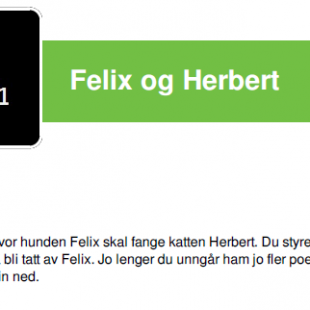 1
Felix og Herbert
vor hunden Felix skal fange katten Herbert. Du styre
bli tatt av Felix. Jo lenger du unngår ham jo fler poe
in ned.